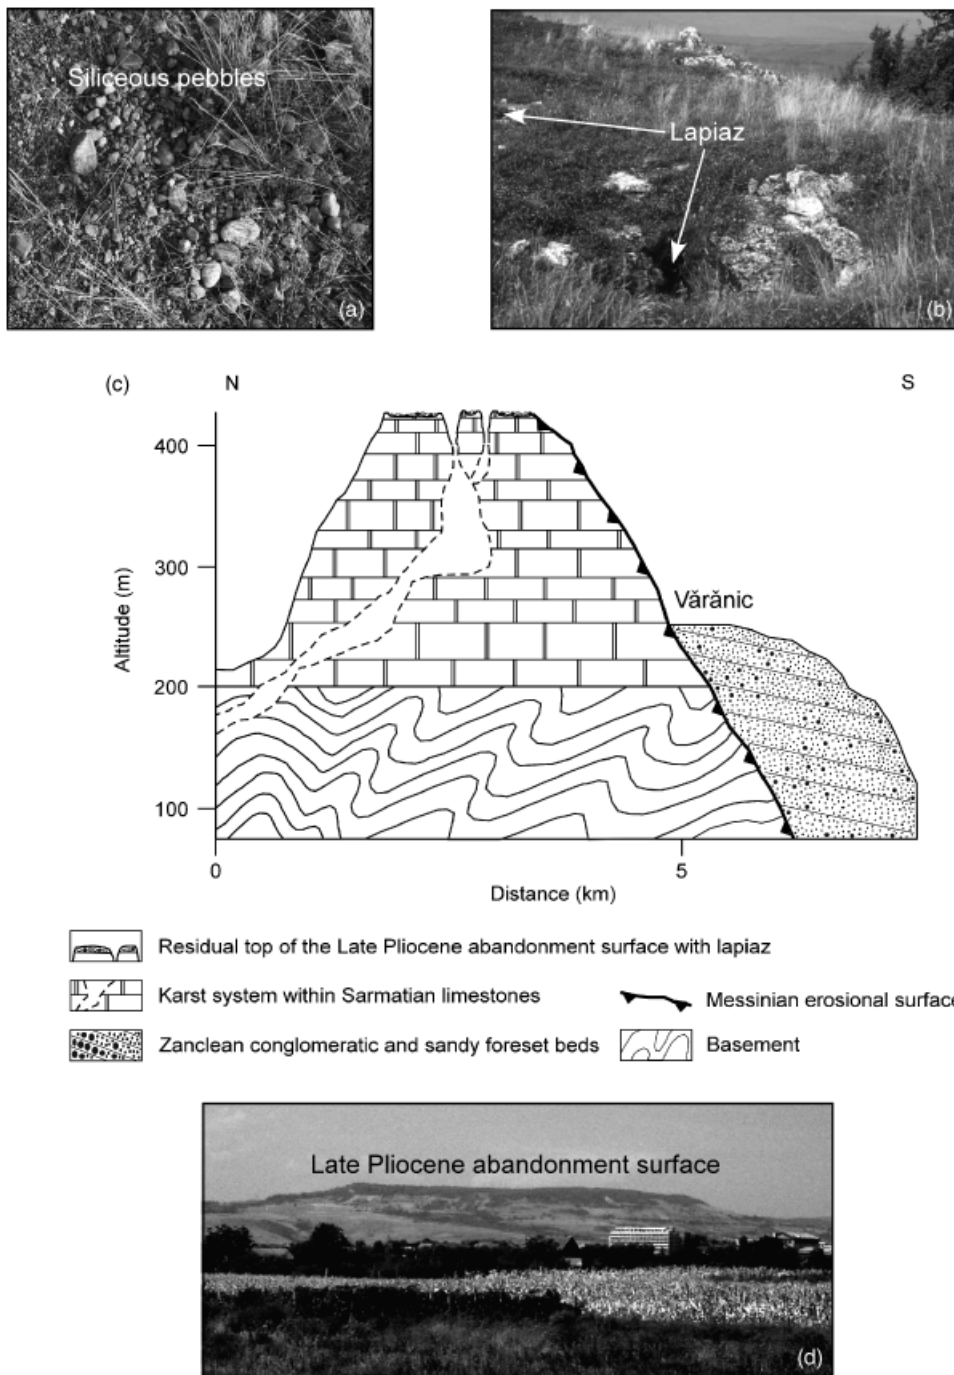 Siliceous pebbles
(a)
Lapiaz
(b)
(c)
N
S
400
300
200
100
Altitude (m)
Vărănic
0
5
Distance (km)
Residual top of the Late Pliocene abandonment surface with lapiaz
Karst system within Sarmatian limestones
Messinian erosional surface
Zanclean conglomeratic and sandy foreset beds
Basement
Late Pliocene abandonment surface
(d)